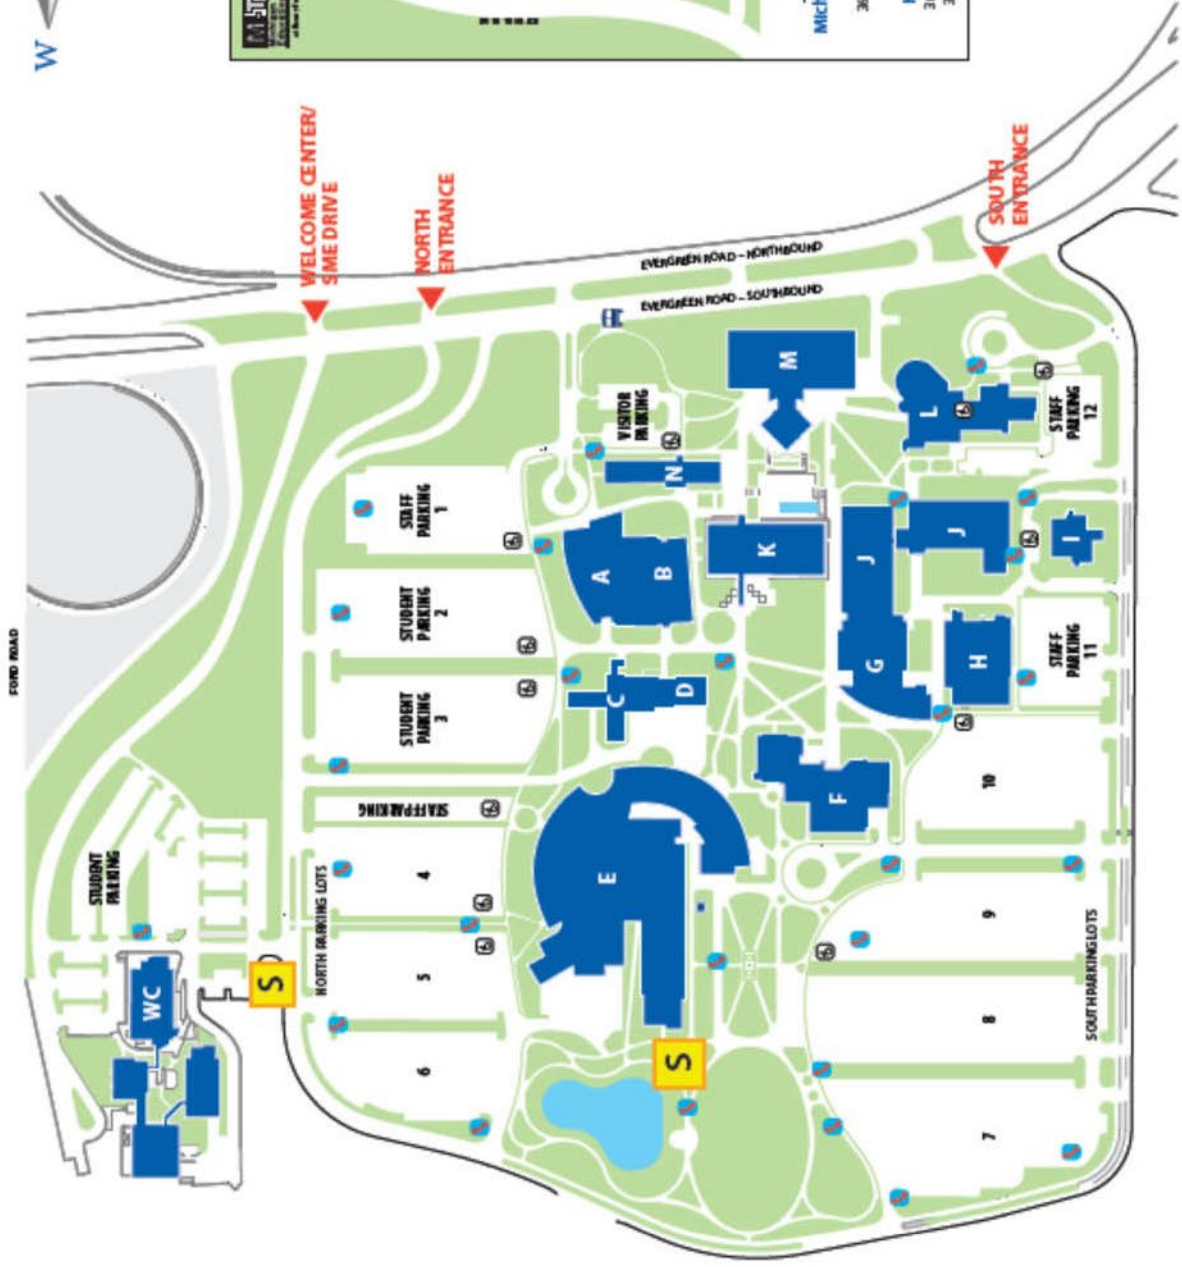 W
M
Mich
36
WELCOME CENTER/
SME DRIVE
NORTH
ENTRANCE
SOUTH
ENTRANCE
EVERGREEN ROAD – NORTHBOUND
EVERGREEN ROAD – SOUTHBOUND
FORD ROAD
VISITOR
PARKING
M
L
STAFF
PARKING
12
N
STAFF
PARKING
1
A
B
K
J
J
I
STUDENT
PARKING
2
C
D
G
H
STAFF
PARKING
11
STUDENT
PARKING
3
STAFF PARKING
E
F
10
STUDENT
PARKING
4
NORTH PARKING LOTS
9
WC
S
5
8
SOUTH PARKING LOTS
6
S
7